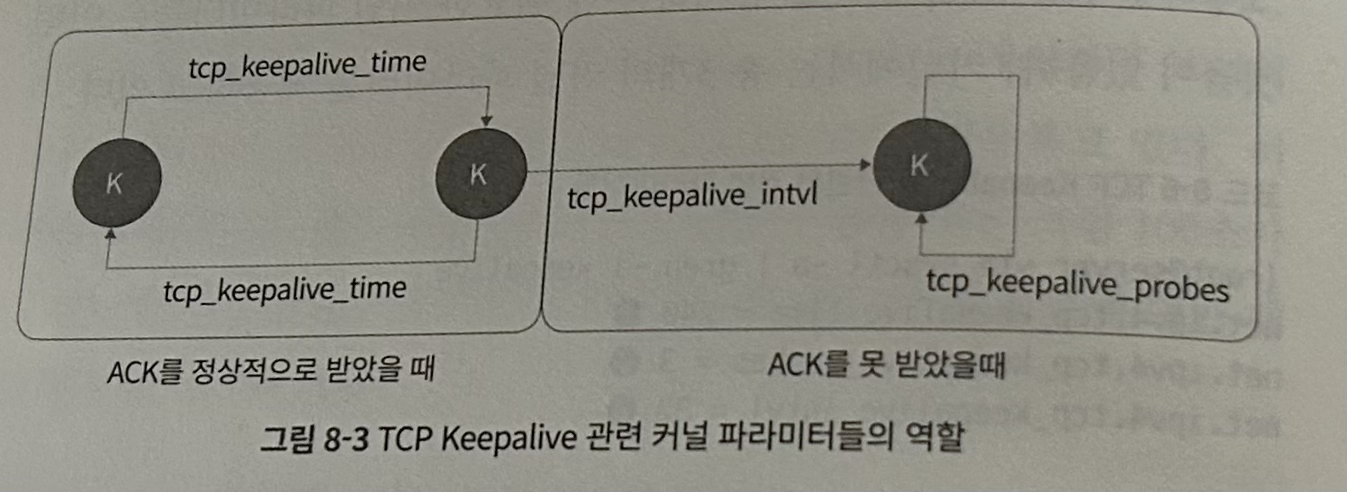 tcp_keepalive_time
K
K
K
tcp_keepalive_intvl
tcp_keepalive_time
tcp_keepalive_probes
ACK를 정상적으로 받았을 때
ACK를 못 받았을때
그림 8-3 TCP Keepalive 관련 커널 파라미터들의 역할